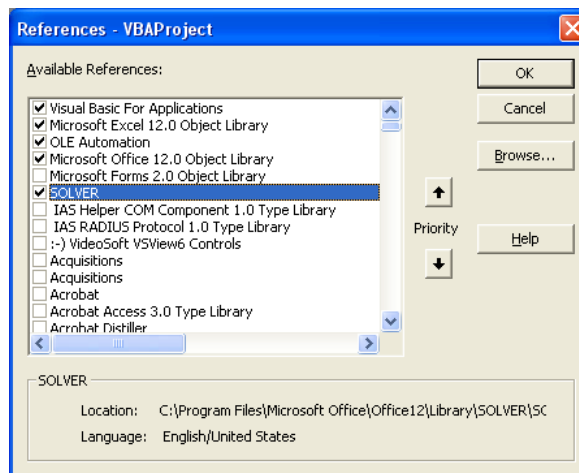 References - VBAProject
Available References:
Visual Basic For Applications
Microsoft Excel 12.0 Object Library
OLE Automation
Microsoft Office 12.0 Object Library
Microsoft Forms 2.0 Object Library
SOLVER
IAS Helper COM Component 1.0 Type Library
IAS RADIUS Protocol 1.0 Type Library
:-) VideoSoft VSView6 Controls
Acquisitions
Acquisitions
Acrobat
Acrobat Access 3.0 Type Library
Acrobat Distiller
Priority
OK
Cancel
Browse...
Help
SOLVER
Location: C:\Program Files\Microsoft Office\Office12\Library\SOLVER\SC
Language: English/United States